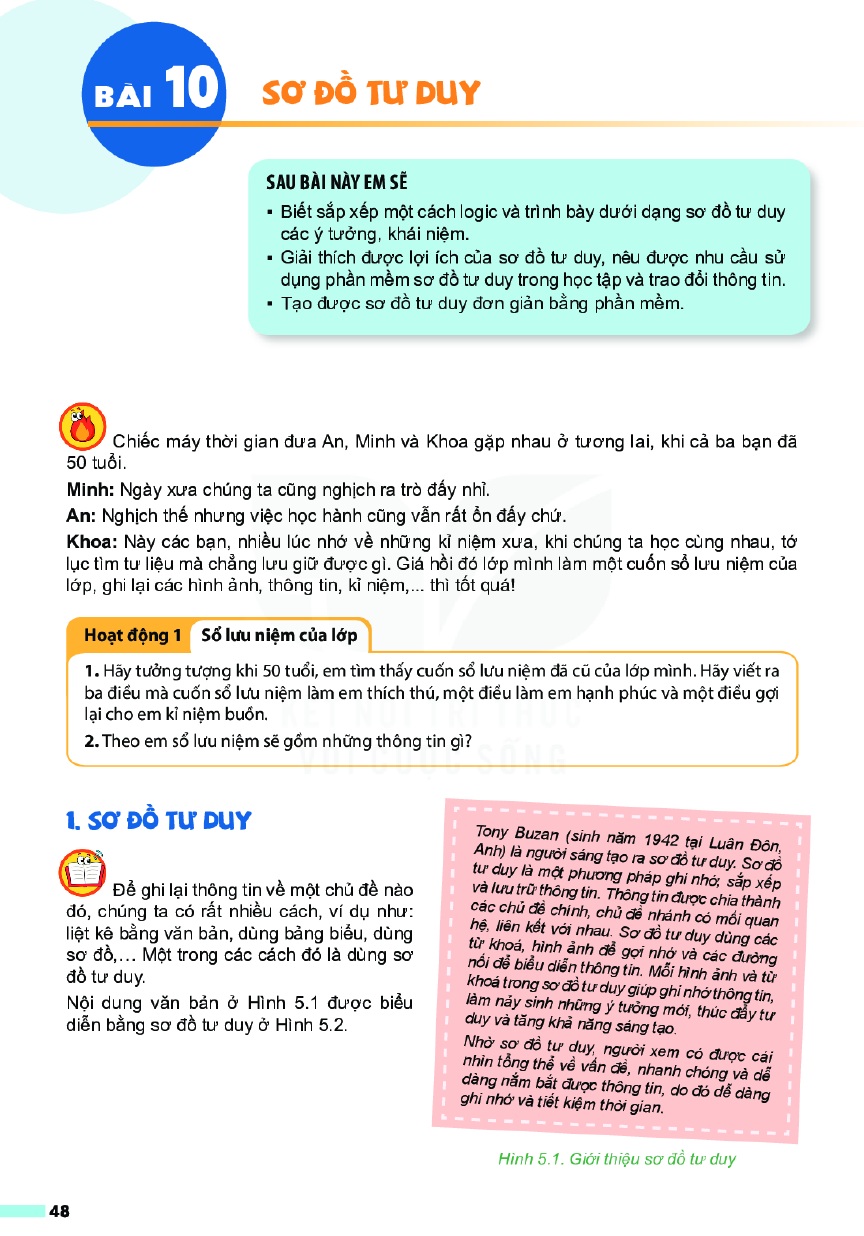 BÀI 10
SƠ ĐỒ TƯ DUY
SAU BÀI NÀY EM SẼ
▪ Biết sắp xếp một cách logic và trình bày dưới dạng sơ đồ tư duy
các ý tưởng, khái niệm.
▪ Giải thích được lợi ích của sơ đồ tư duy, nêu được nhu cầu sử
dụng phần mềm sơ đồ tư duy trong học tập và trao đổi thông tin.
▪ Tạo được sơ đồ tư duy đơn giản bằng phần mềm.
Chiếc máy thời gian đưa An, Minh và Khoa gặp nhau ở tương lai, khi cả ba bạn đã
50 tuổi.
Minh: Ngày xưa chúng ta cũng nghịch ra trò đấy nhỉ.
An: Nghịch thế nhưng việc học hành cũng vẫn rất ổn đấy chứ.
Khoa: Này các bạn, nhiều lúc nhớ về những kỉ niệm xưa, khi chúng ta học cùng nhau, tớ
lục tìm tư liệu mà chẳng lưu giữ được gì. Giá hồi đó lớp mình làm một cuốn sổ lưu niệm của
lớp, ghi lại các hình ảnh, thông tin, kỉ niệm,... thì tốt quá!
Hoạt động 1 Sổ lưu niệm của lớp
1. Hãy tưởng tượng khi 50 tuổi, em tìm thấy cuốn sổ lưu niệm đã cũ của lớp mình. Hãy viết ra
ba điều mà cuốn sổ lưu niệm làm em thích thú, một điều làm em hạnh phúc và một điều gợi
lại cho em kỉ niệm buồn.
2. Theo em sổ lưu niệm sẽ gồm những thông tin gì?
KẾT NỐI TRI THỨC
VỚI CUỘC SỐNG
1. SƠ ĐỒ TƯ DUY
Để ghi lại thông tin về một chủ đề nào
đó, chúng ta có rất nhiều cách, ví dụ như:
liệt kê bằng văn bản, dùng bảng biểu, dùng
sơ đồ,... Một trong các cách đó là dùng sơ
đồ tư duy.
Nội dung văn bản ở Hình 5.1 được biểu
diễn bằng sơ đồ tư duy ở Hình 5.2.
Tony Buzan (sinh năm 1942 tại Luân Đôn,
Anh) là người sáng tạo ra sơ đồ tư duy. Sơ đồ
tư duy là một phương pháp ghi nhớ, sắp xếp
và lưu trữ thông tin. Thông tin được chia thành
các chủ đề chính, chủ đề nhánh có mối quan
hệ, liên kết với nhau. Sơ đồ tư duy dùng các
từ khoá, hình ảnh để gợi nhớ và các đường
nối để biểu diễn thông tin. Mỗi hình ảnh và từ
khoá trong sơ đồ tư duy giúp ghi nhớ thông tin,
làm nảy sinh những ý tưởng mới, thúc đẩy tư
duy và tăng khả năng sáng tạo.
Nhờ sơ đồ tư duy, người xem có được cái
nhìn tổng thể về vấn đề, nhanh chóng và dễ
dàng nắm bắt được thông tin, do đó dễ dàng
ghi nhớ và tiết kiệm thời gian.
Hình 5.1. Giới thiệu sơ đồ tư duy
48